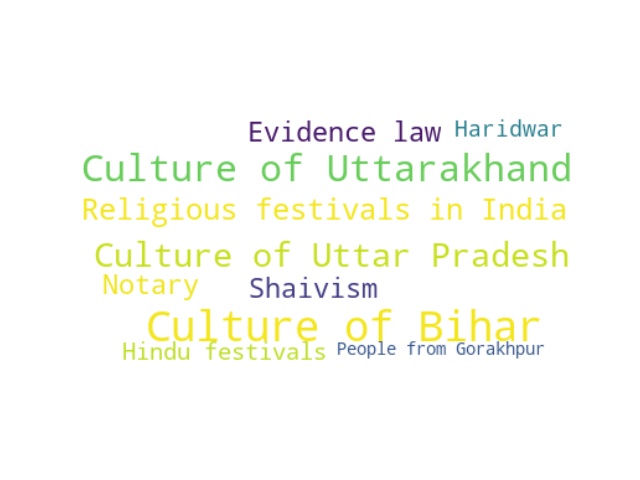 Evidence law Haridwar
Culture of Uttarakhand
Religious festivals in India
Culture of Uttar Pradesh
Notary Shaivism
Culture of Bihar
Hindu festivals People from Gorakhpur